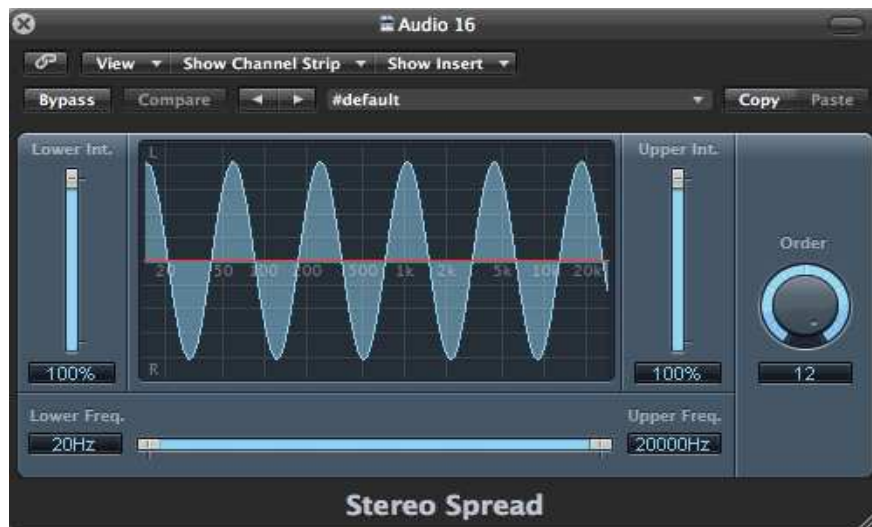 Audio 16
View Show Channel Strip Show Insert
Bypass Compare #default Copy Paste
Lower Int. L Upper Int.
Order
20 50 100 200 500 1k 2k 5k 10k 20k
R
100% 100% 12
Lower Freq. Upper Freq.
20Hz 20000Hz
Stereo Spread